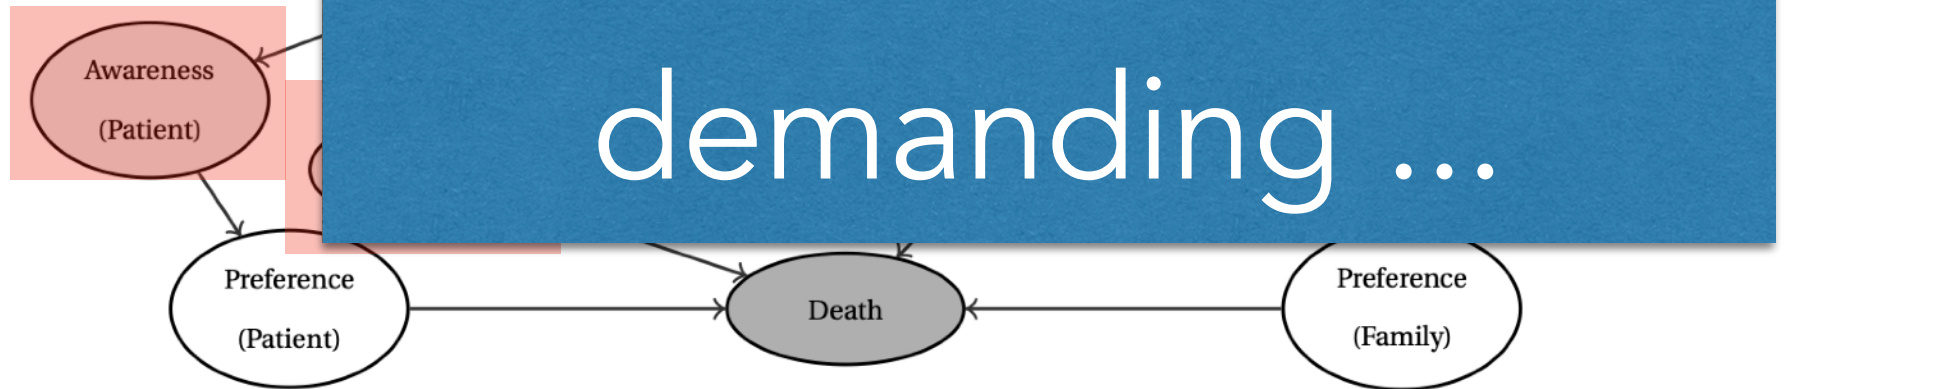 Awareness
(Patient)
demanding ...
Preference
(Patient)
Death
Preference
(Family)